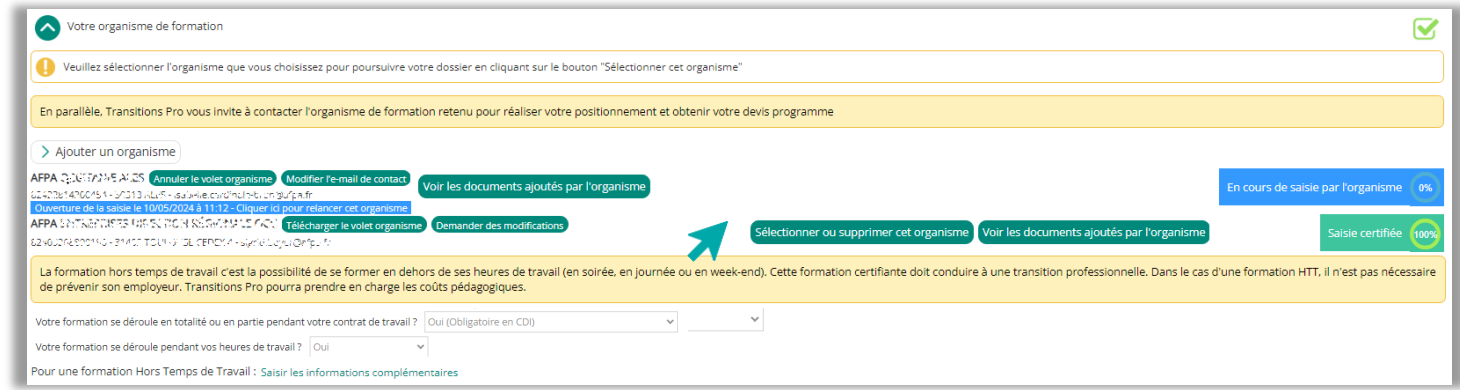 Votre organisme de formation
Veuillez sélectionner l'organisme que vous choisissez pour poursuivre votre dossier en cliquant sur le bouton "Sélectionner cet organisme"
En parallèle, Transitions Pro vous invite à contacter l'organisme de formation retenu pour réaliser votre positionnement et obtenir votre devis programme
Ajouter un organisme
AFPA Annuler le volet organisme Modifier l'e-mail de contact Voir les documents ajoutés par l'organisme En cours de saisie par l'organisme 0%
Ouverture de la saisie le 10/05/2024 à 11:12 - Cliquer ici pour relancer cet organisme
AFPA Télécharger le volet organisme Demander des modifications Sélectionner ou supprimer cet organisme Voir les documents ajoutés par l'organisme Saisie certifiée 100%
La formation hors temps de travail c'est la possibilité de se former en dehors de ses heures de travail (en soirée, en journée ou en week-end). Cette formation certifiante doit conduire à une transition professionnelle. Dans le cas d'une formation HTT, il n'est pas nécessaire
de prévenir son employeur. Transitions Pro pourra prendre en charge les coûts pédagogiques.
Votre formation se déroule en totalité ou en partie pendant votre contrat de travail ? Oui (Obligatoire en CDI)
Votre formation se déroule pendant vos heures de travail ? Oui
Pour une formation Hors Temps de Travail : Saisir les informations complémentaires